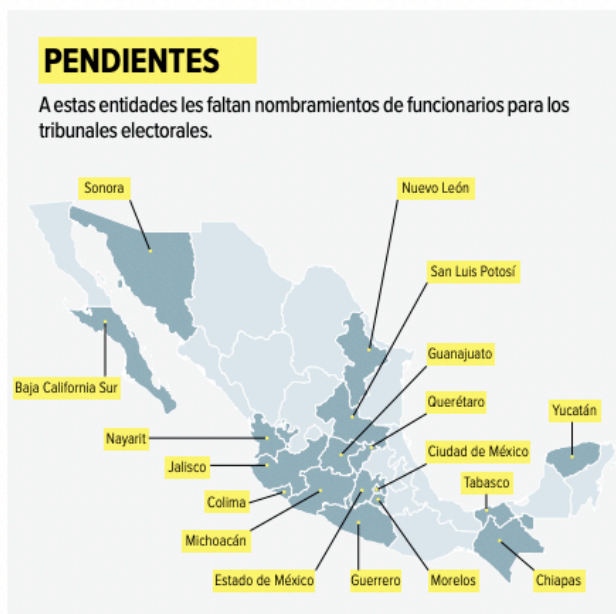 PENDIENTES
A estas entidades les faltan nombramientos de funcionarios para los
tribunales electorales.
Sonora
Nuevo León
San Luis Potosí
Guanajuato
Baja California Sur
Querétaro
Yucatán
Nayarit
Ciudad de México
Jalisco
Tabasco
Colima
Michoacán
Estado de México
Guerrero
Morelos
Chiapas